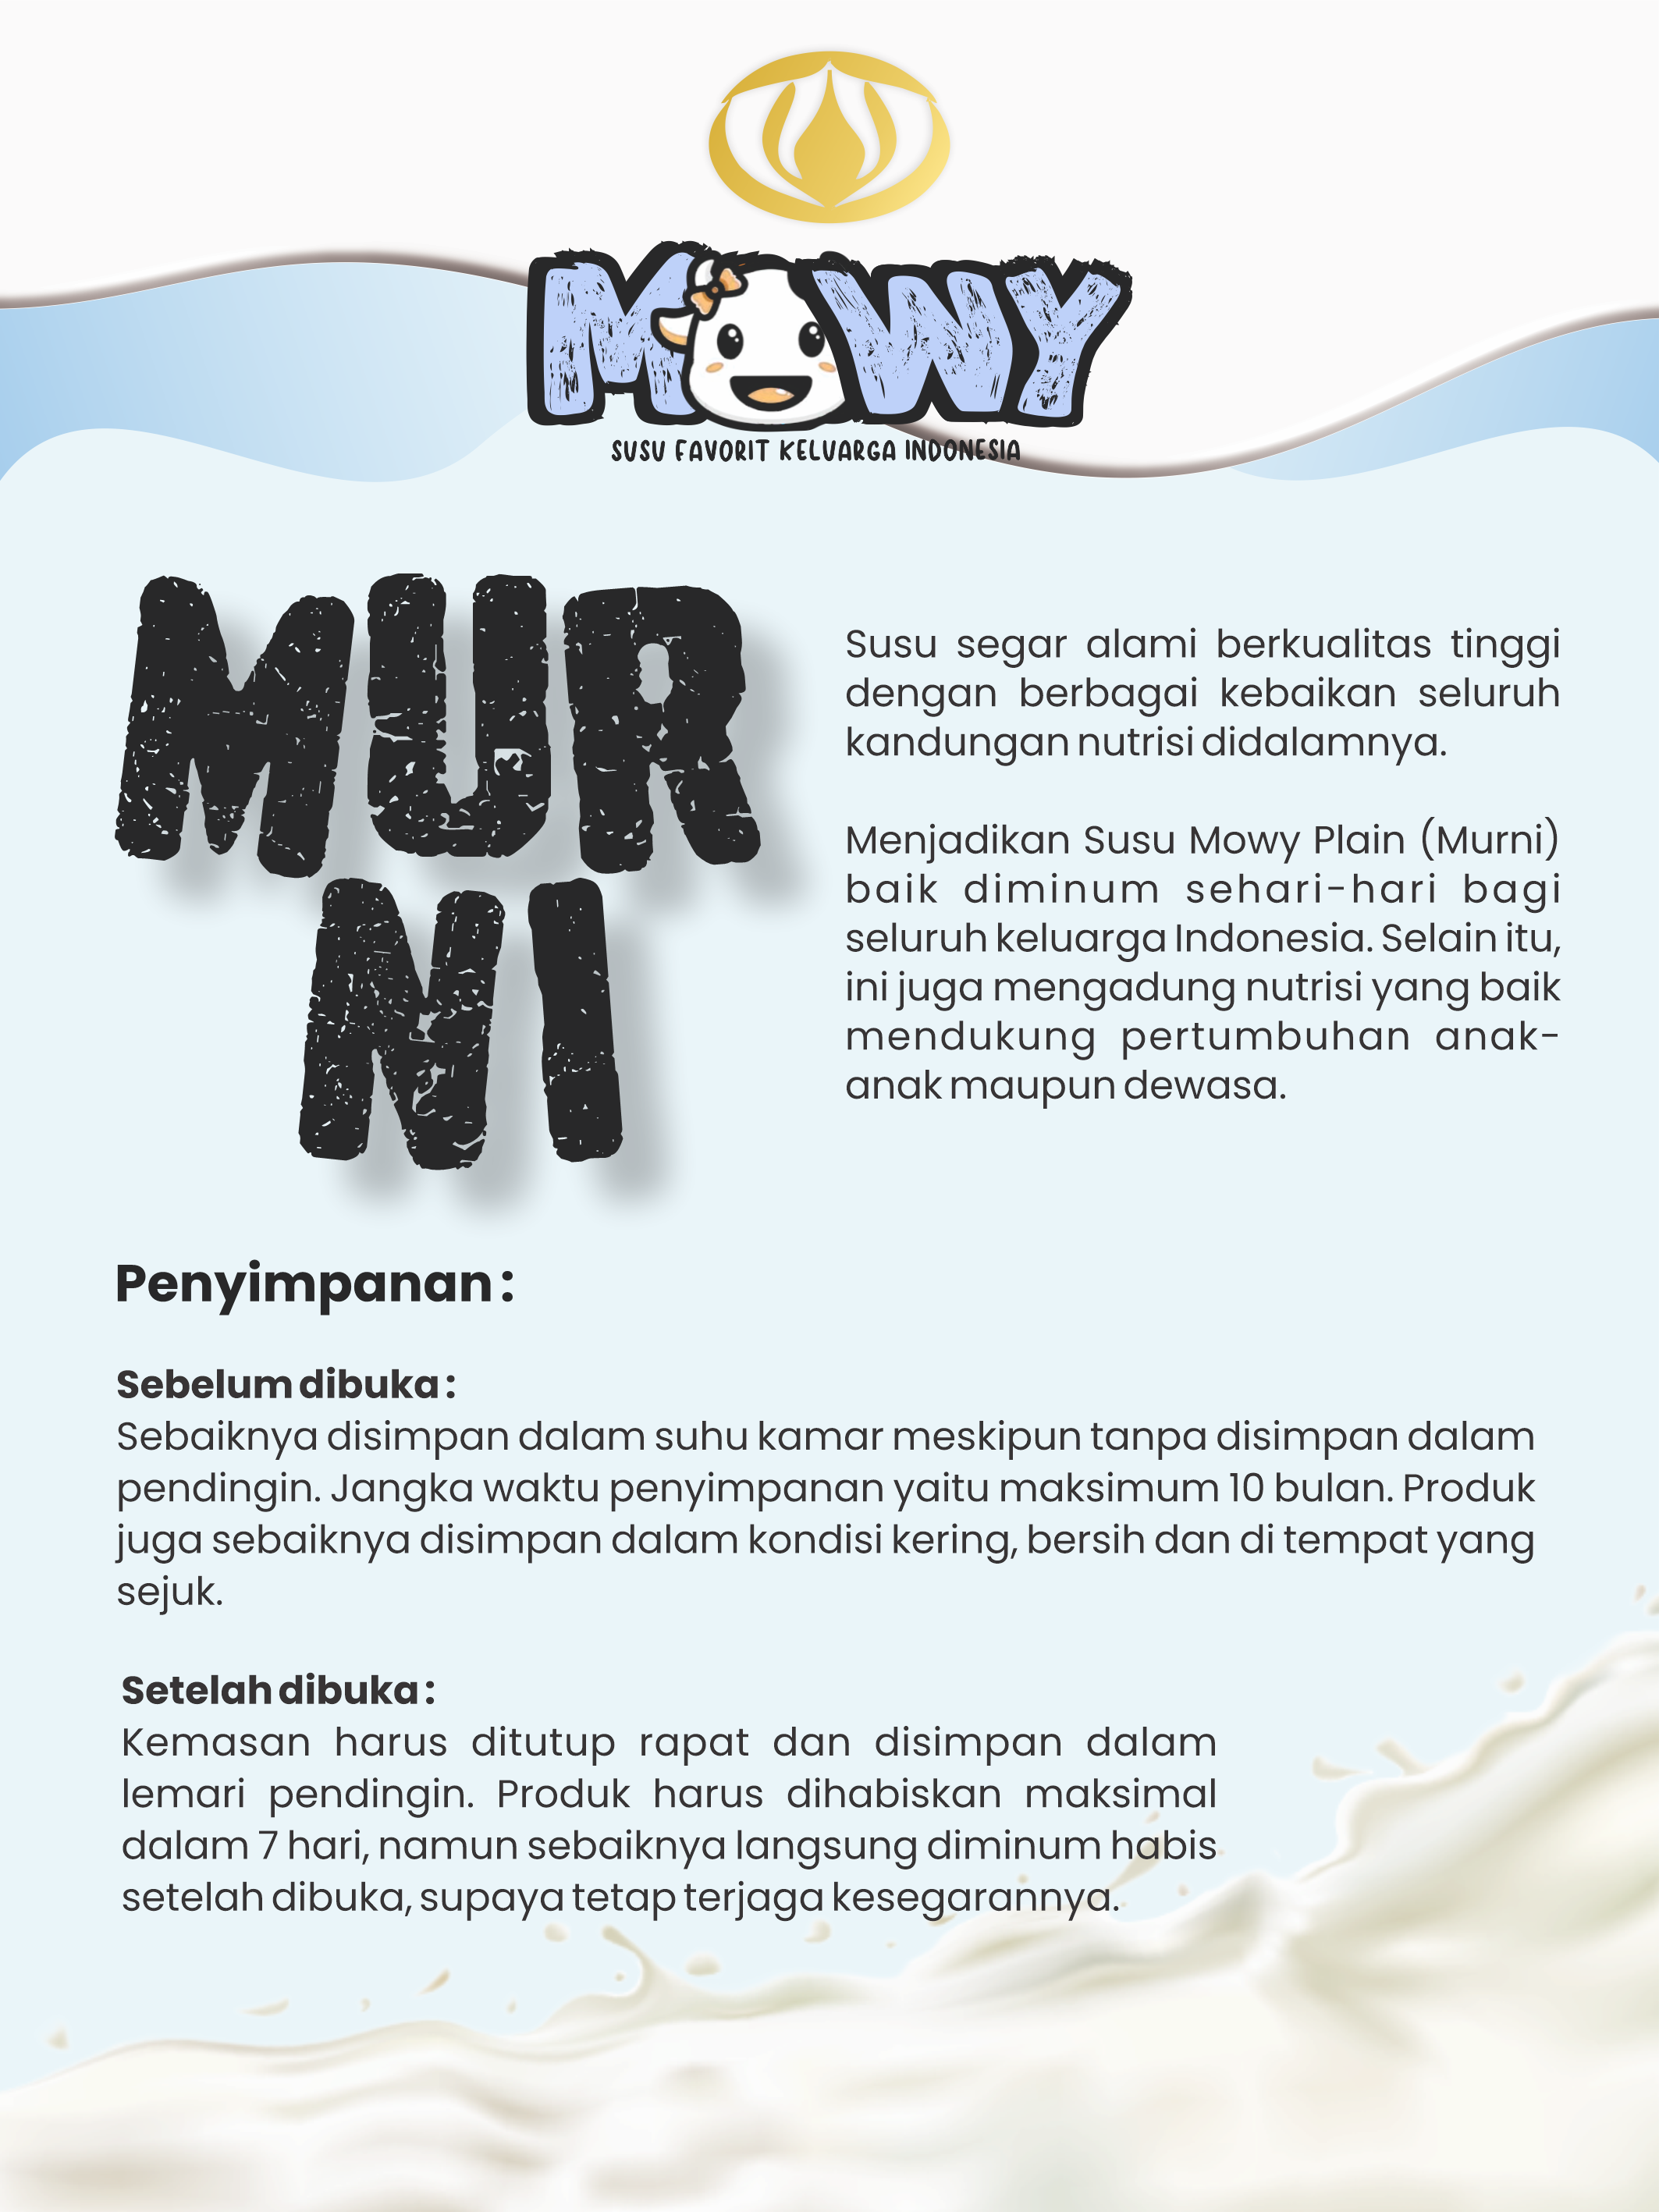 MOWY
SUSU FAVORIT KELUARGA INDONESIA
MUR
NI
Susu segar alami berkualitas tinggi
dengan berbagai kebaikan seluruh
kandungan nutrisi didalamnya.
Menjadikan Susu Mowy Plain (Murni)
baik diminum sehari-hari bagi
seluruh keluarga Indonesia. Selain itu,
ini juga mengadung nutrisi yang baik
mendukung pertumbuhan anak-
anak maupun dewasa.
Penyimpanan :
Sebelum dibuka :
Sebaiknya disimpan dalam suhu kamar meskipun tanpa disimpan dalam
pendingin. Jangka waktu penyimpanan yaitu maksimum 10 bulan. Produk
juga sebaiknya disimpan dalam kondisi kering, bersih dan di tempat yang
sejuk.
Setelah dibuka :
Kemasan harus ditutup rapat dan disimpan dalam
lemari pendingin. Produk harus dihabiskan maksimal
dalam 7 hari, namun sebaiknya langsung diminum habis
setelah dibuka, supaya tetap terjaga kesegarannya.